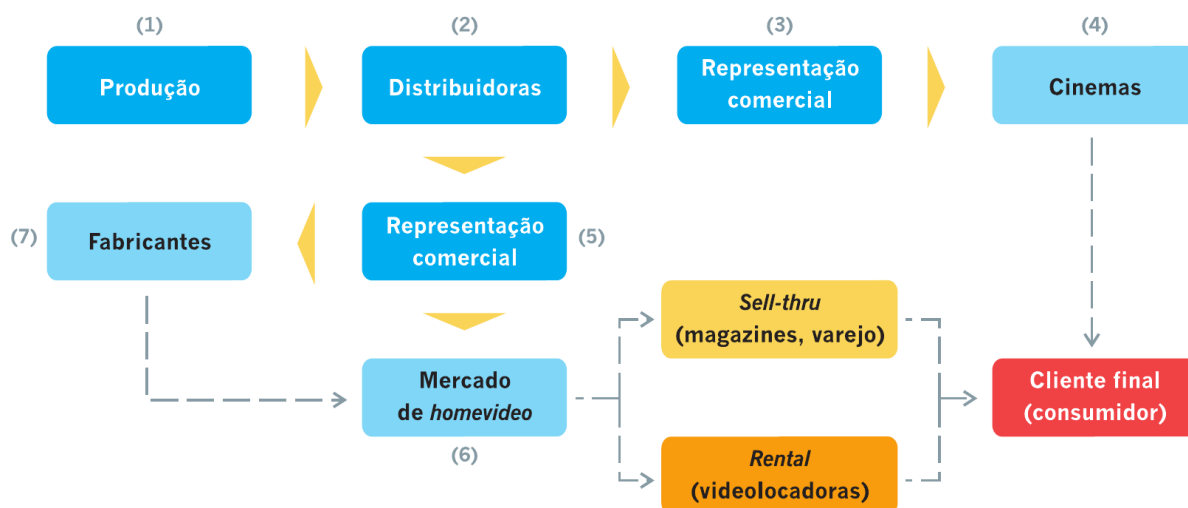 (1)
(2)
(3)
(4)
Produção
Distribuidoras
Representação
comercial
Cinemas
(7)
Fabricantes
Representação
comercial
(5)
Sell-thru
(magazines, varejo)
Mercado
de homevideo
(6)
Cliente final
(consumidor)
Rental
(videolocadoras)